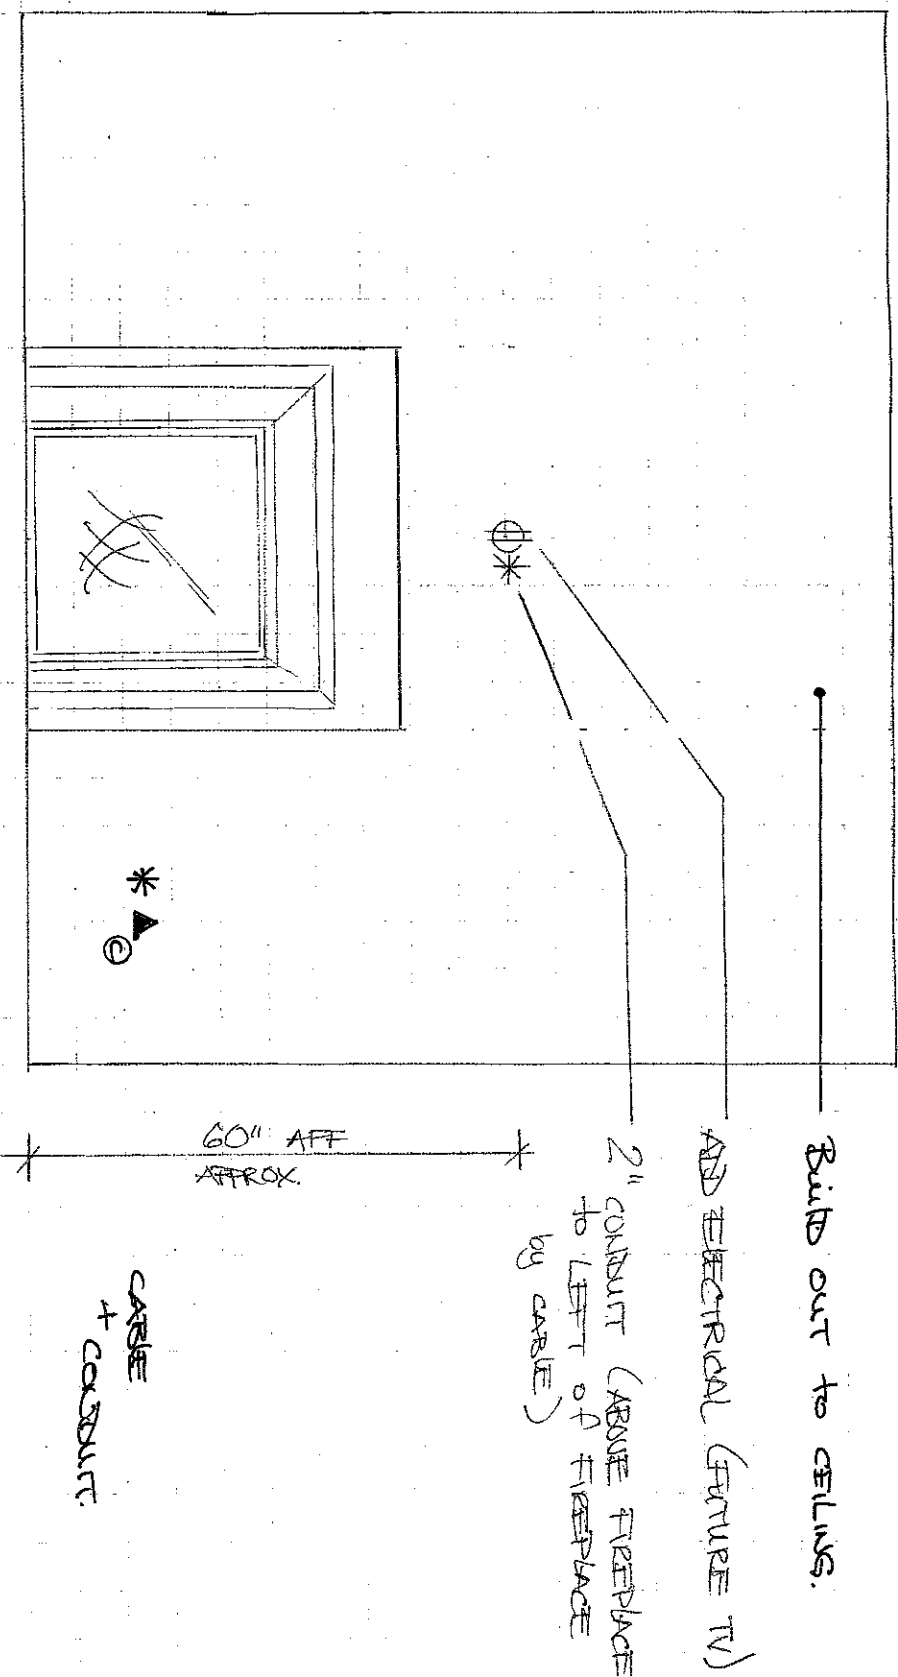 BuilD OUT to CEILING.
ADD ELECTRICAL (FUTURE TV)
2" CONDUIT (ABOVE FIREPLACE
to LEFT of FIREPLACE
by CABLE)
60" AFF
APPROX.
CABLE
+ CONDUIT.
©